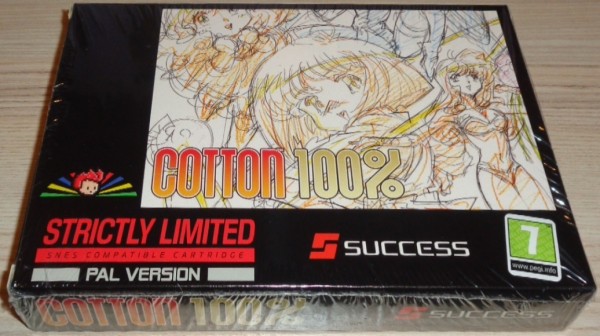 COTTON 100%
STRICTLY LIMITED
SNES COMPATIBLE CARTRIDGE
PAL VERSION
SUCCESS
7
www.pegi.info
COTTON 100%
SUCCESS